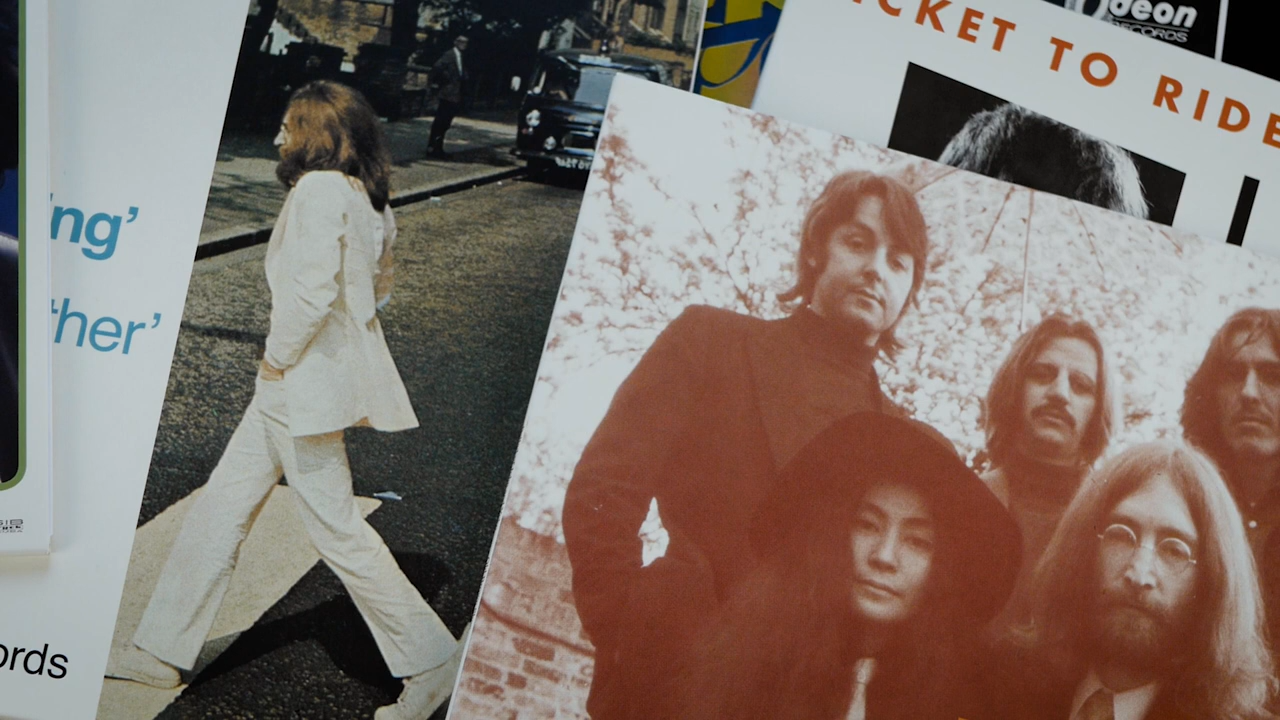 ng'
ther'
ords
CKET TO RIDE
deon
RECORDS